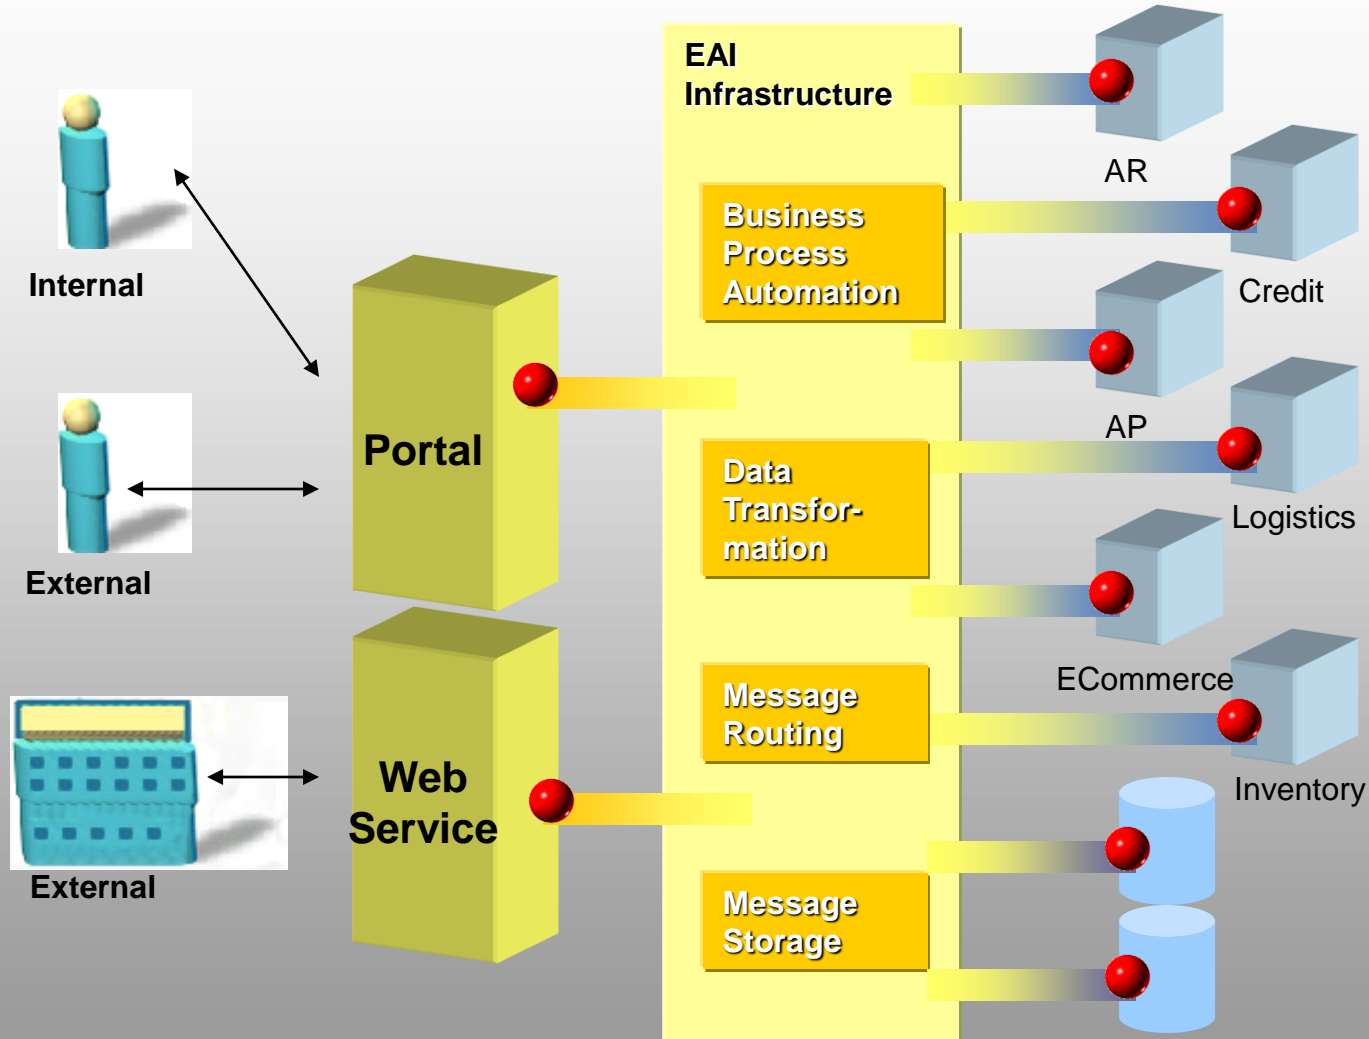 EAI
Infrastructure
AR
Business
Process
Automation
Credit
Internal
Portal
AP
Data
Transfor-
mation
Logistics
External
ECommerce
Message
Routing
Inventory
Web
Service
External
Message
Storage